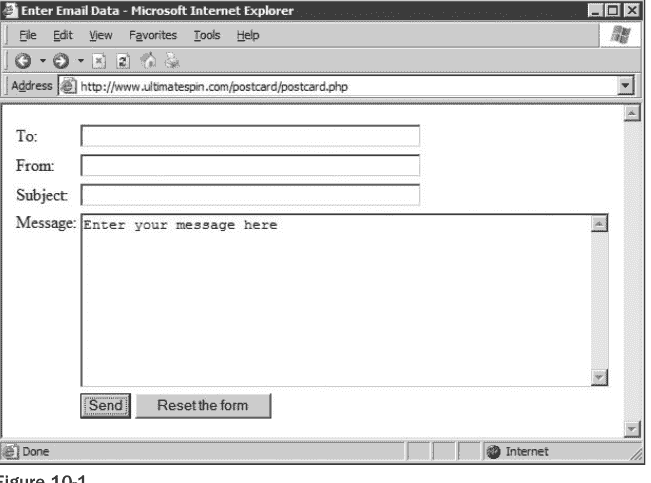 Enter Email Data - Microsoft Internet Explorer
File Edit View Favorites Tools Help
Address http://www.ultimatespin.com/postcard/postcard.php
To:
From:
Subject:
Message: Enter your message here
Send Reset the form
Done Internet
Figure 10-1